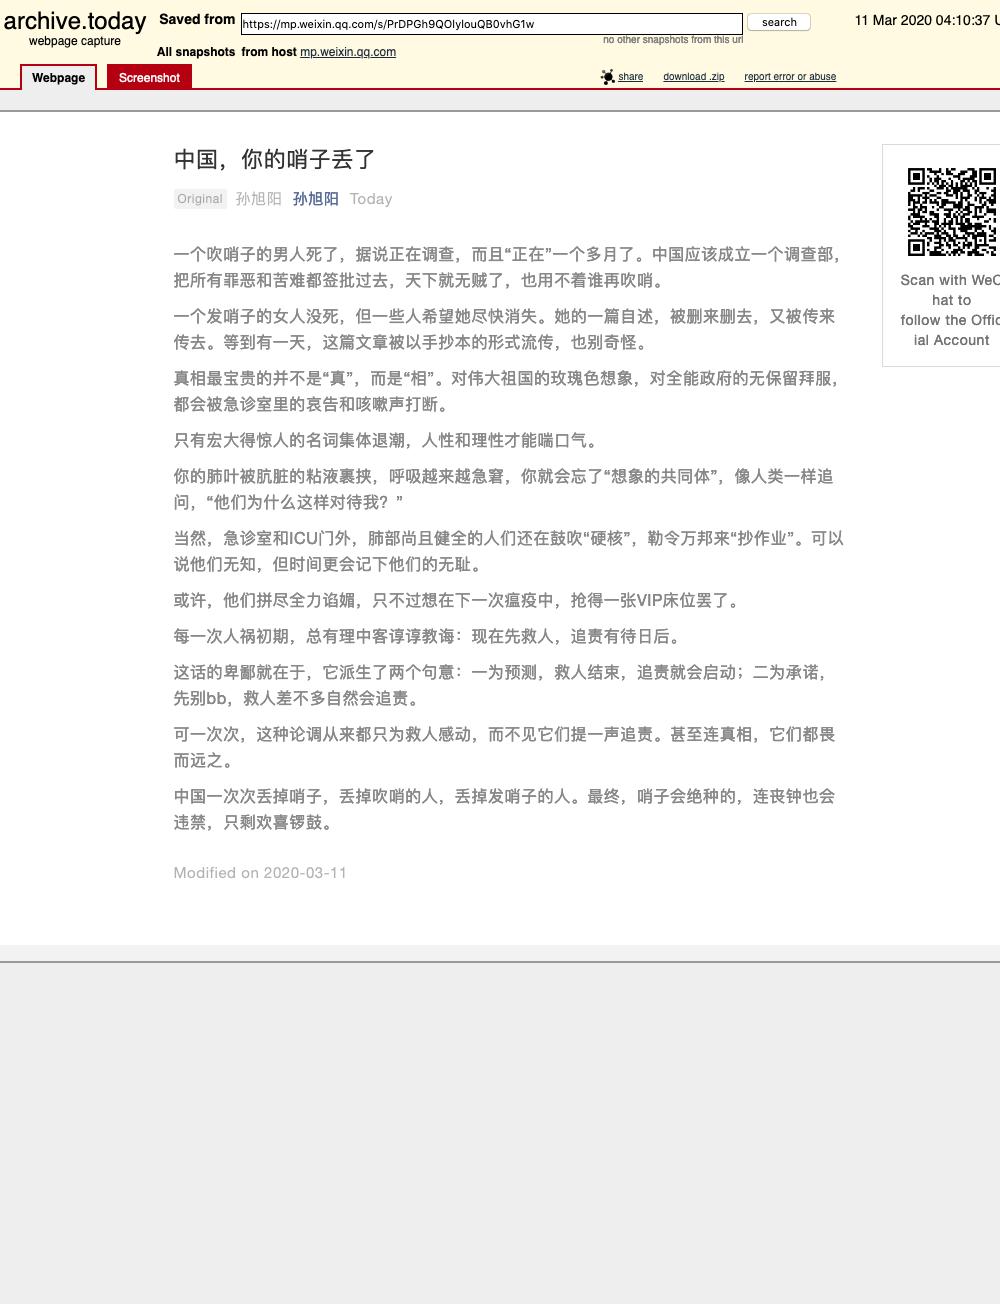 archive.today
webpage capture
Saved from https://mp.weixin.qq.com/s/PrDPGh9QOIyIouQB0vhG1w search 11 Mar 2020 04:10:37 U
no other snapshots from this url
All snapshots from host mp.weixin.qq.com
Webpage Screenshot share download .zip report error or abuse
中国，你的哨子丢了
Original 孙旭阳 孙旭阳 Today
一个吹哨子的男人死了，据说正在调查，而且“正在”一个多月了。中国应该成立一个调查部，
把所有罪恶和苦难都签批过去，天下就无贼了，也用不着谁再吹哨。
一个发哨子的女人没死，但一些人希望她尽快消失。她的一篇自述，被删来删去，又被传来
传去。等到有一天，这篇文章被以手抄本的形式流传，也别奇怪。
真相最宝贵的并不是“真”，而是“相”。对伟大祖国的玫瑰色想象，对全能政府的无保留拜服，
都会被急诊室里的哀告和咳嗽声打断。
只有宏大得惊人的名词集体退潮，人性和理性才能喘口气。
你的肺叶被肮脏的粘液裹挟，呼吸越来越急窘，你就会忘了“想象的共同体”，像人类一样追
问，“他们为什么这样对待我？”
当然，急诊室和ICU门外，肺部尚且健全的人们还在鼓吹“硬核”，勒令万邦来“抄作业”。可以
说他们无知，但时间更会记下他们的无耻。
或许，他们拼尽全力谄媚，只不过想在下一次瘟疫中，抢得一张VIP床位罢了。
每一次人祸初期，总有理中客谆谆教诲：现在先救人，追责有待日后。
这话的卑鄙就在于，它派生了两个句意：一为预测，救人结束，追责就会启动；二为承诺，
先别bb，救人差不多自然会追责。
可一次次，这种论调从来都只为救人感动，而不见它们提一声追责。甚至连真相，它们都畏
而远之。
中国一次次丢掉哨子，丢掉吹哨的人，丢掉发哨子的人。最终，哨子会绝种的，连丧钟也会
违禁，只剩欢喜锣鼓。
Modified on 2020-03-11
Scan with WeC
hat to
follow the Offic
ial Account